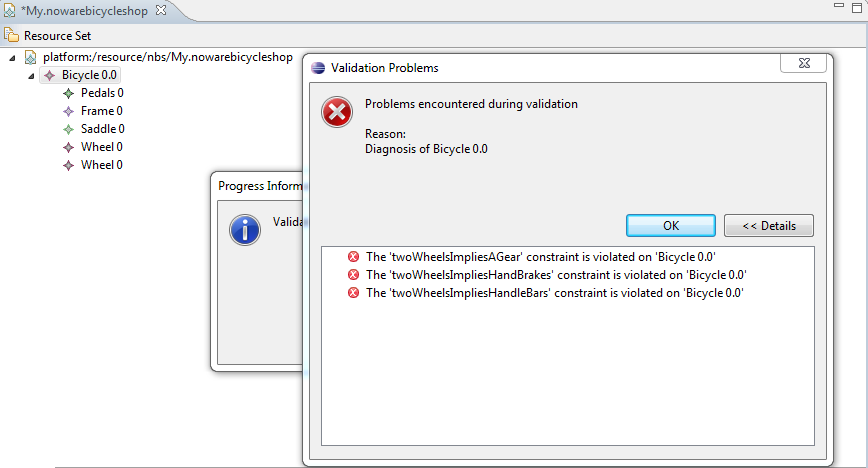 *My.nowarebicycleshop
Resource Set
platform:/resource/nbs/My.nowarebicycleshop
Bicycle 0.0
Pedals 0
Frame 0
Saddle 0
Wheel 0
Wheel 0
Progress Inform
Valida
Validation Problems
Problems encountered during validation
Reason:
Diagnosis of Bicycle 0.0
OK
<< Details
The 'twoWheelsImpliesAGear' constraint is violated on 'Bicycle 0.0'
The 'twoWheelsImpliesHandBrakes' constraint is violated on 'Bicycle 0.0'
The 'twoWheelsImpliesHandleBars' constraint is violated on 'Bicycle 0.0'